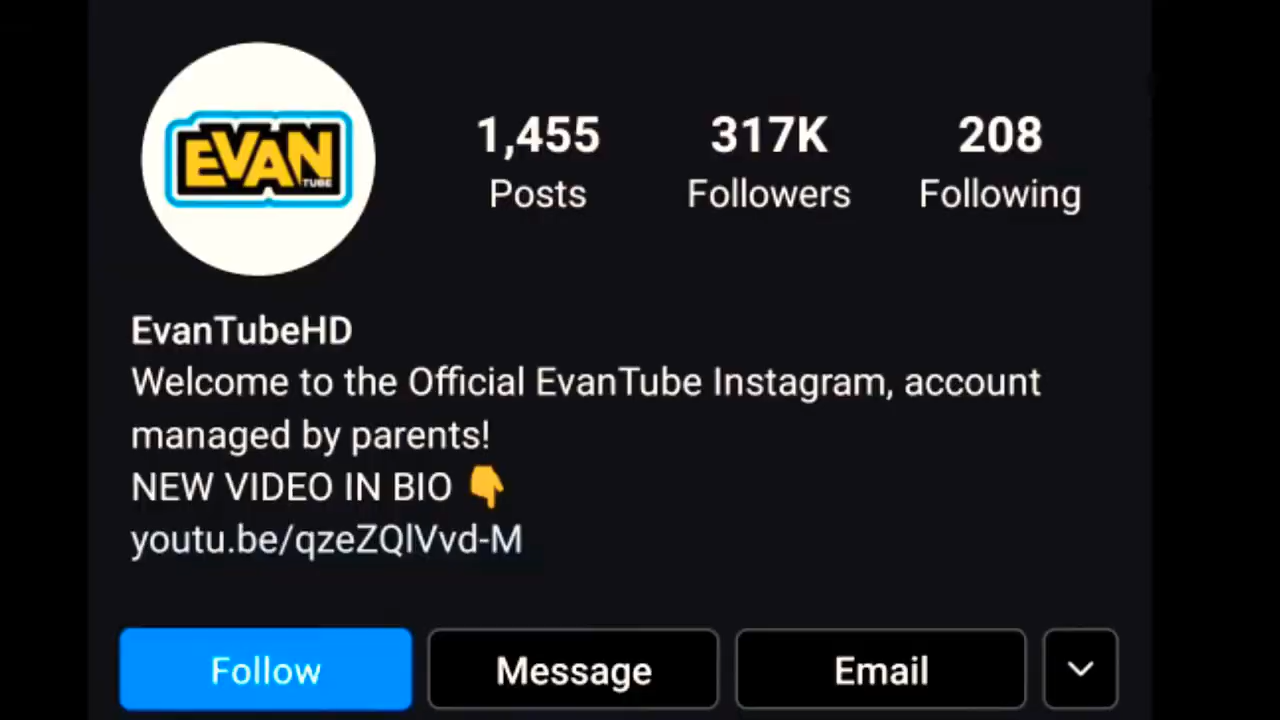 EVAN
TUBE
1,455 317K 208
Posts Followers Following
EvanTubeHD
Welcome to the Official EvanTube Instagram, account
managed by parents!
NEW VIDEO IN BIO 👇
youtu.be/qzeZQlVvd-M
Follow Message Email